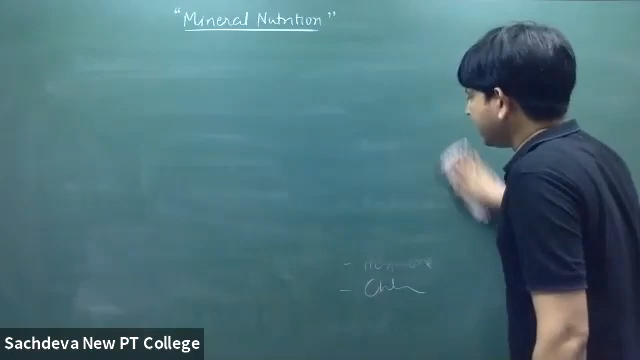 "Mineral Nutrition"
-
-
Sachdeva New PT College